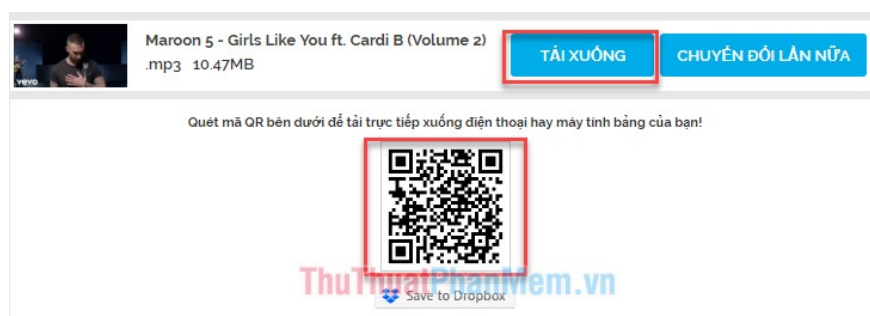 Maroon 5 - Girls Like You ft. Cardi B (Volume 2)
.mp3 10.47MB
TẢI XUỐNG
CHUYỂN ĐỔI LẦN NỮA
vevo
Quét mã QR bên dưới để tải trực tiếp xuống điện thoại hay máy tính bảng của bạn!
ThuThuatPhanMem.vn
Save to Dropbox